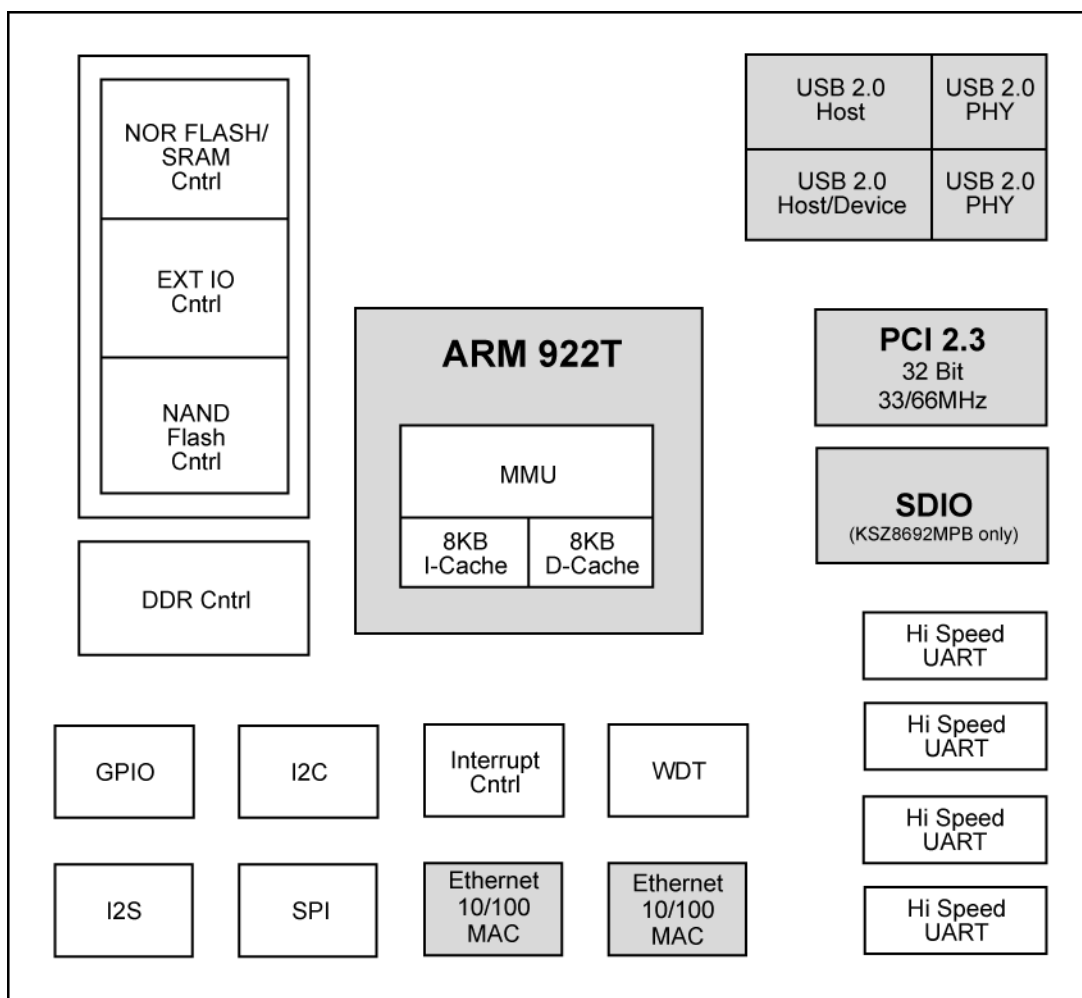 NOR FLASH/
SRAM
Cntrl
EXT IO
Cntrl
NAND
Flash
Cntrl
DDR Cntrl
ARM 922T
MMU
8KB
I-Cache
8KB
D-Cache
USB 2.0
Host
USB 2.0
PHY
USB 2.0
Host/Device
USB 2.0
PHY
PCI 2.3
32 Bit
33/66MHz
SDIO
(KSZ8692MPB only)
Hi Speed
UART
Hi Speed
UART
Hi Speed
UART
Hi Speed
UART
GPIO
I2C
Interrupt
Cntrl
WDT
I2S
SPI
Ethernet
10/100
MAC
Ethernet
10/100
MAC